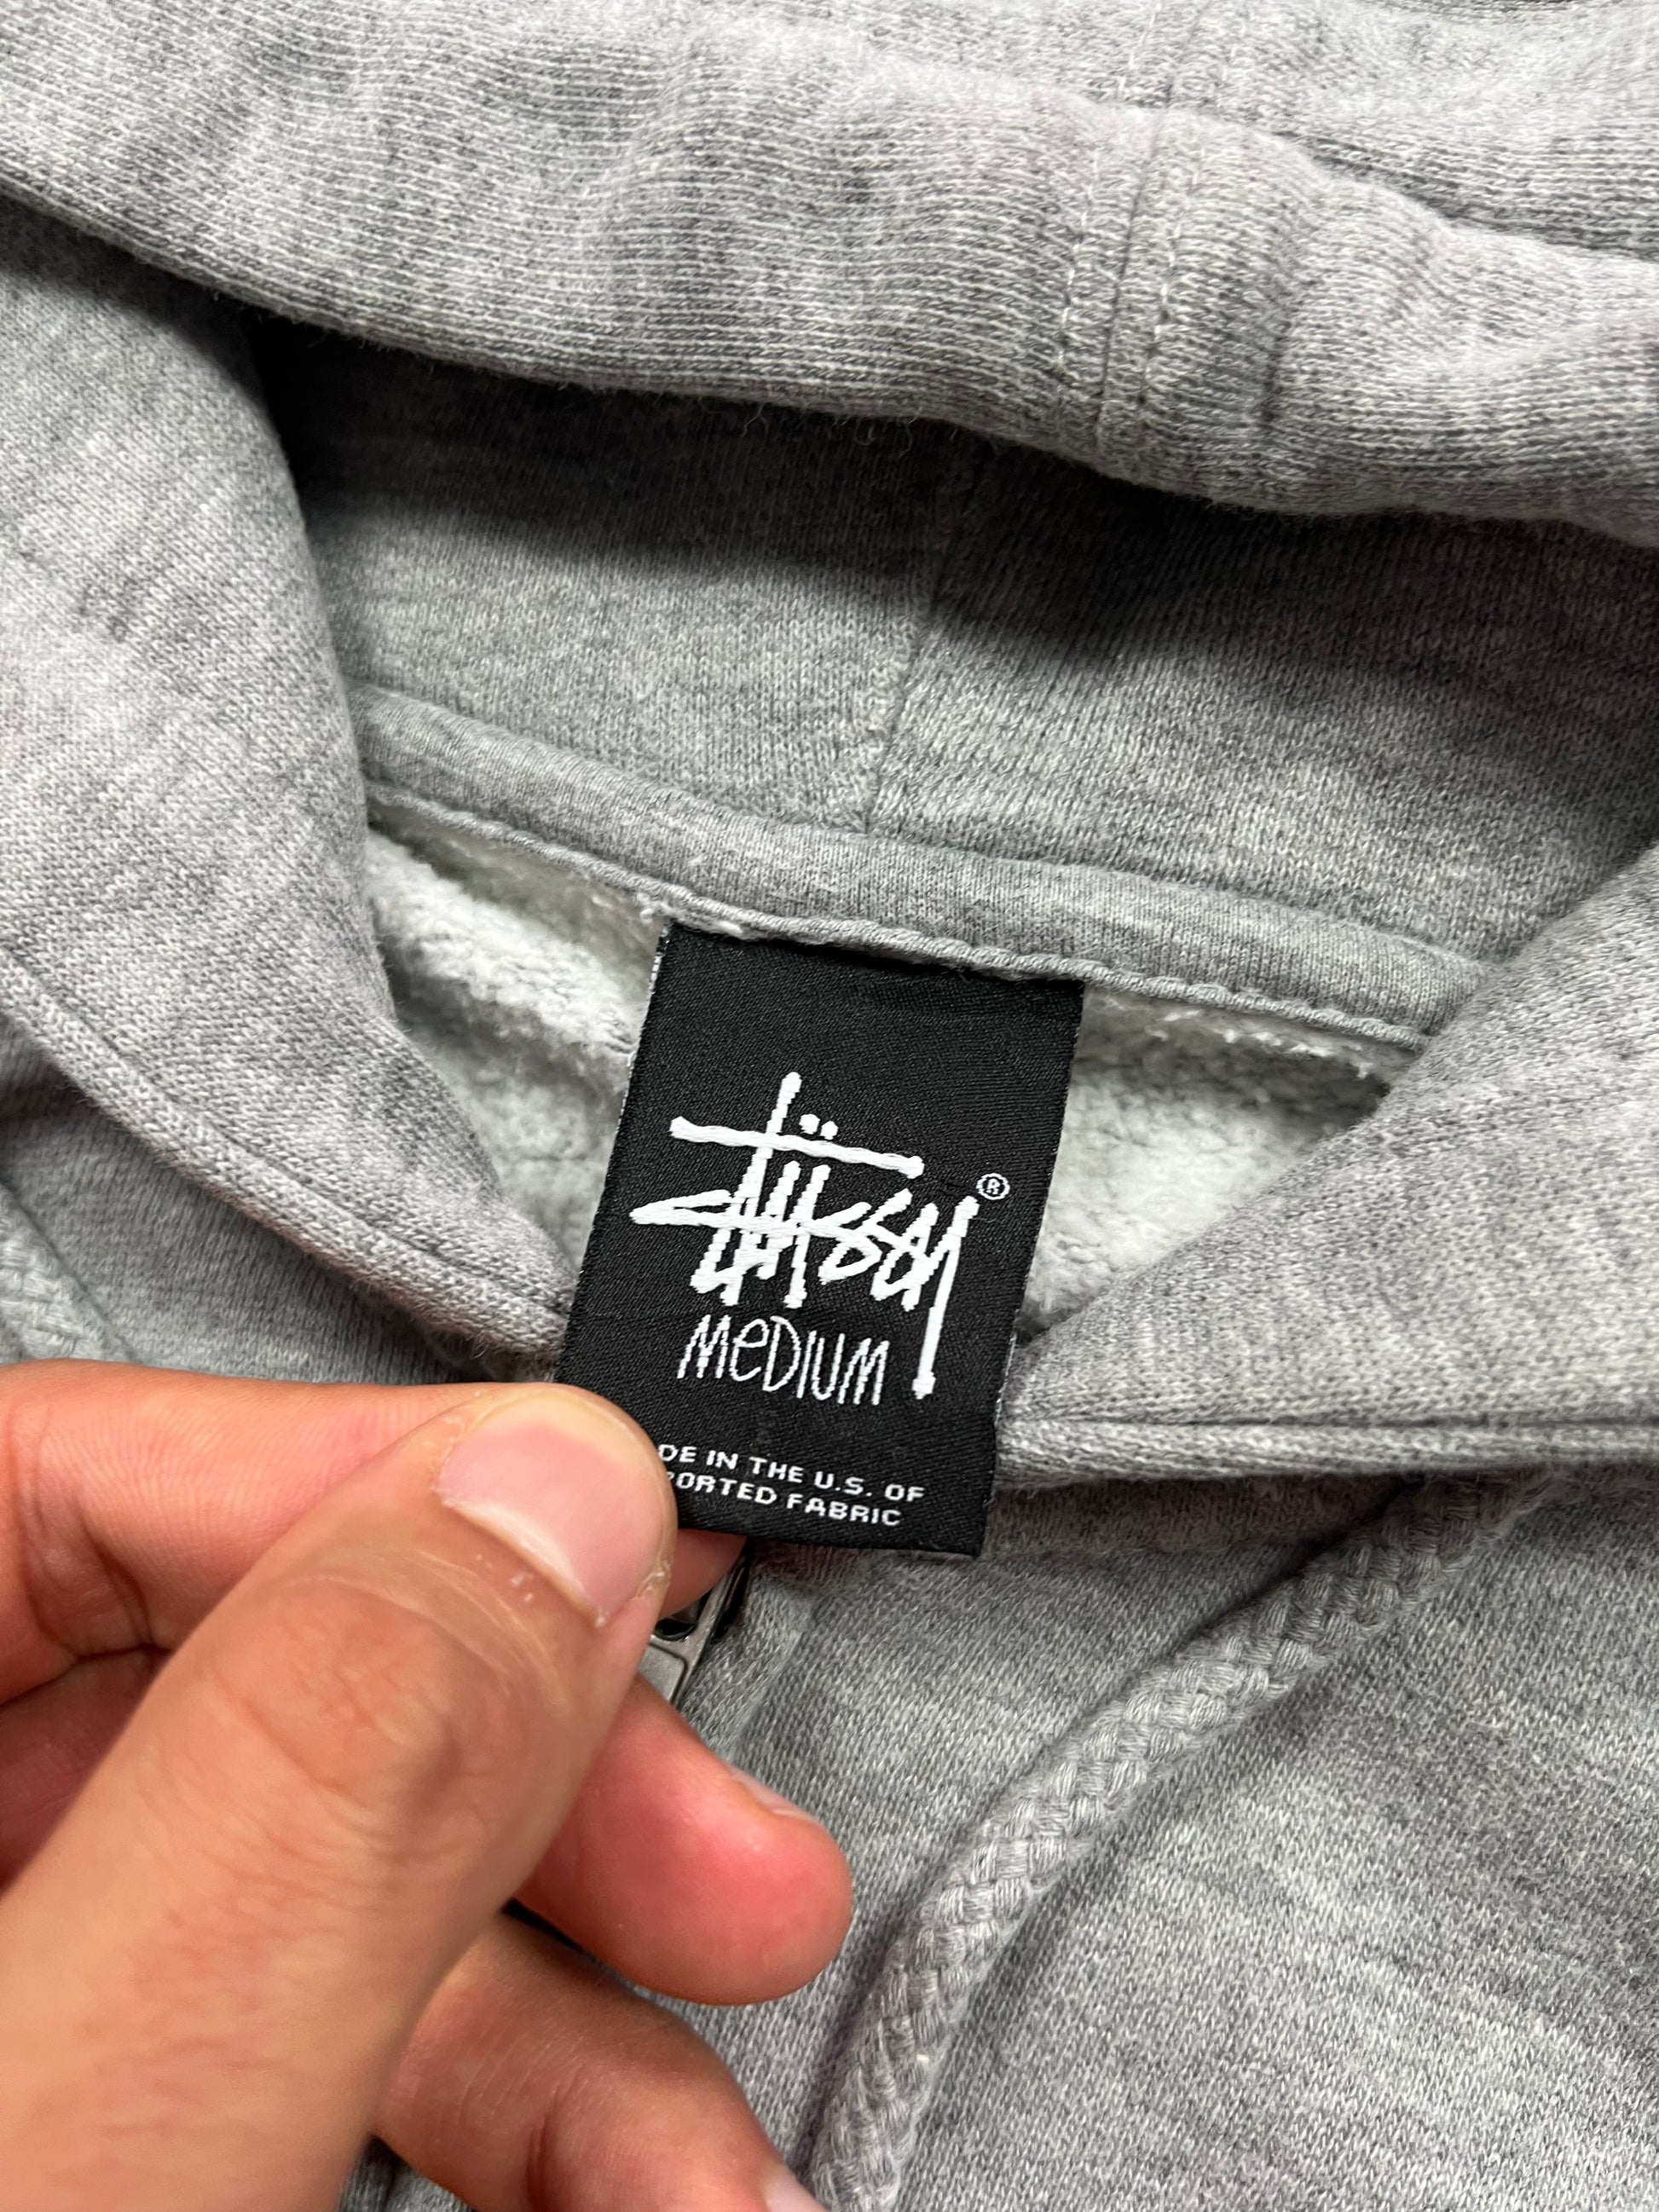 Stüssy ®
MEDIUM
DE IN THE U.S. OF
PORTED FABRIC